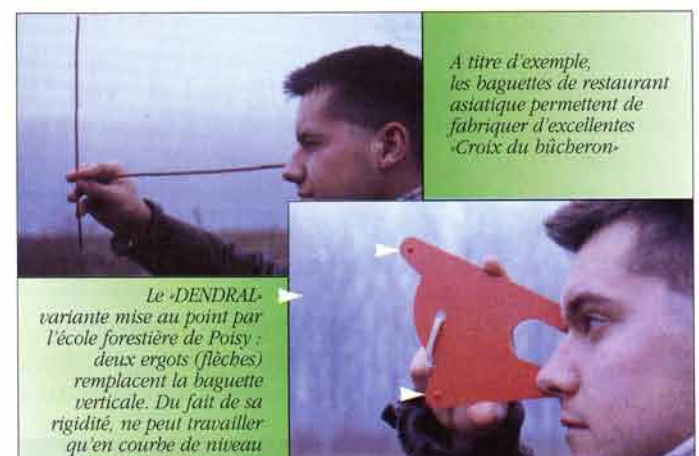 A titre d'exemple,
les baguettes de restaurant
asiatique permettent de
fabriquer d'excellentes
«Croix du bûcheron»
Le «DENDRAL»
variante mise au point par
l'école forestière de Poisy :
deux ergots (flèches)
remplacent la baguette
verticale. Du fait de sa
rigidité, ne peut travailler
qu'en courbe de niveau